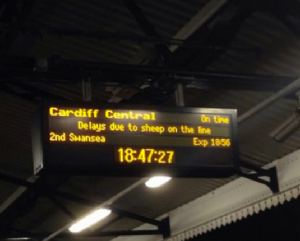 Cardiff Central On time
Delays due to sheep on the line
2nd Swansea Exp 18:56
18:47:27